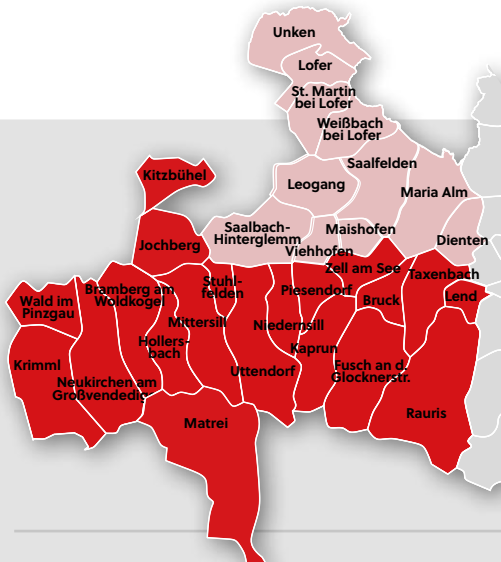 Unken
Lofer
St. Martin
bei Lofer
Weißbach
bei Lofer
Saalfelden
Kitzbühel
Leogang
Maria Alm
Saalbach-
Hinterglemm
Maishofen
Viehhofen
Dienten
Jochberg
Zell am See
Taxenbach
Stuhl-
felden
Piesendorf
Bruck
Lend
Bramberg am
Woldkogel
Wald im
Pinzgau
Mittersill
Niedernsill
Hollers-
bach
Kaprun
Krimml
Uttendorf
Fusch an d.
Glocknerstr.
Neukirchen am
Großvendedig
Matrei
Rauris